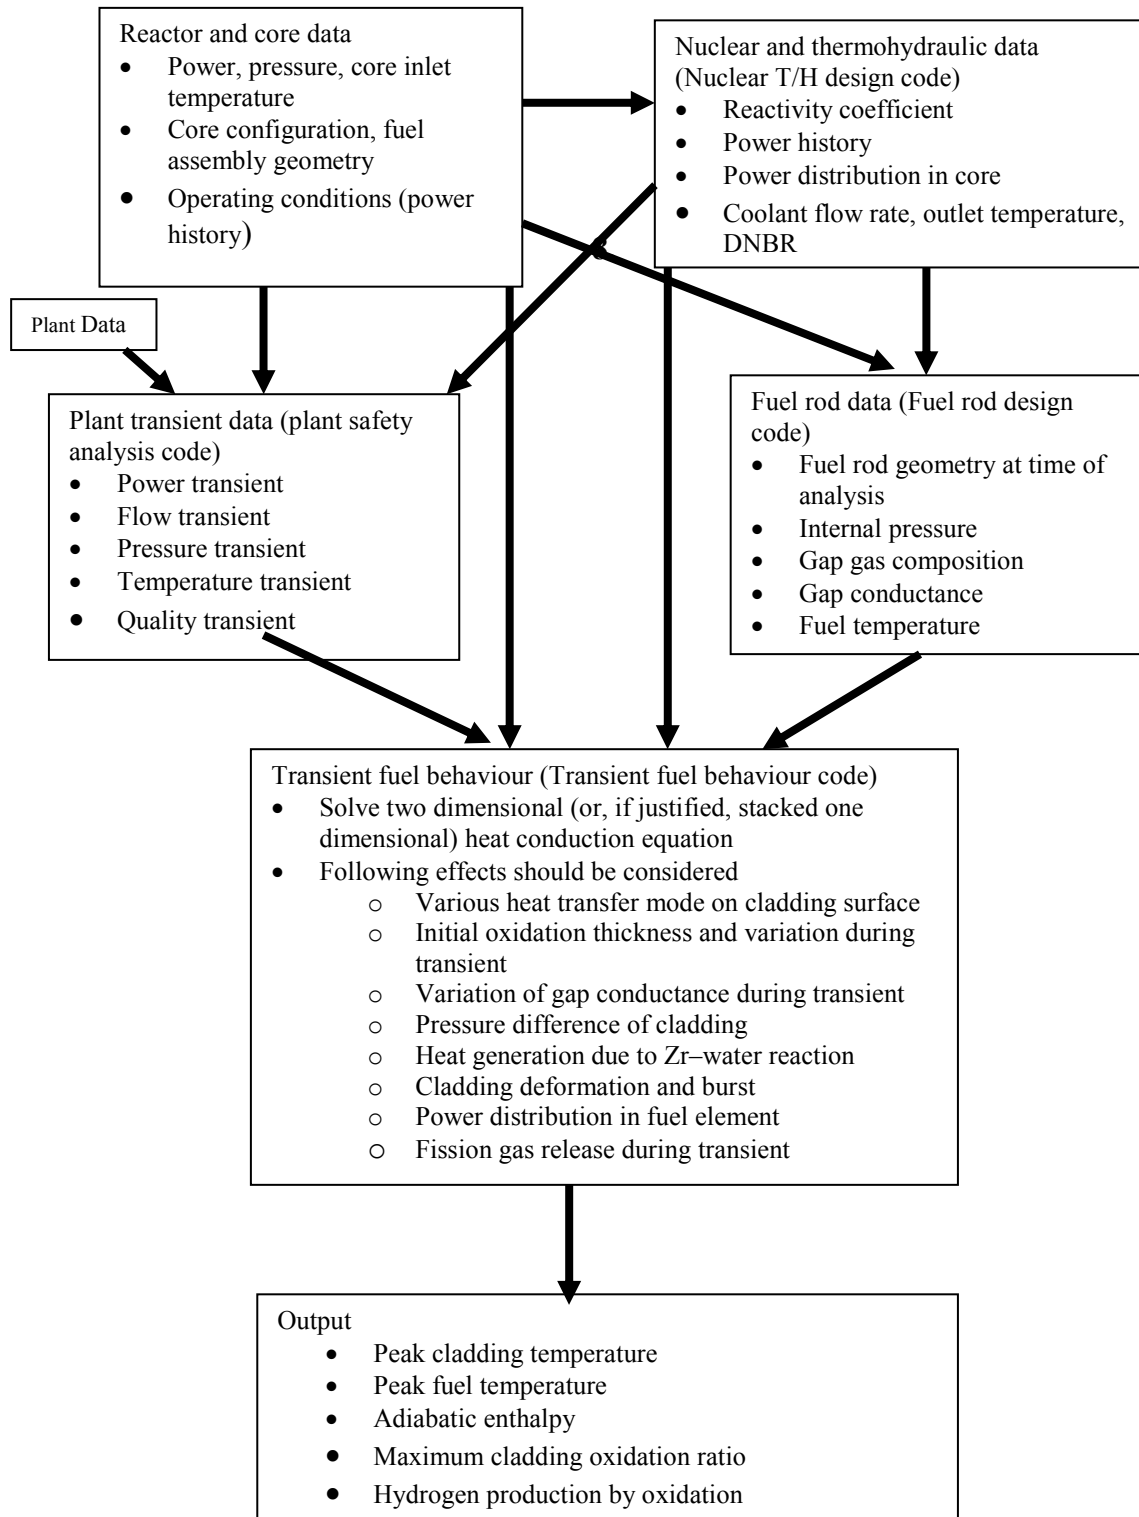 Reactor and core data
• Power, pressure, core inlet
temperature
• Core configuration, fuel
assembly geometry
• Operating conditions (power
history)
Nuclear and thermohydraulic data
(Nuclear T/H design code)
• Reactivity coefficient
• Power history
• Power distribution in core
• Coolant flow rate, outlet temperature,
DNBR
Plant Data
Plant transient data (plant safety
analysis code)
• Power transient
• Flow transient
• Pressure transient
• Temperature transient
• Quality transient
Fuel rod data (Fuel rod design
code)
• Fuel rod geometry at time of
analysis
• Internal pressure
• Gap gas composition
• Gap conductance
• Fuel temperature
Transient fuel behaviour (Transient fuel behaviour code)
• Solve two dimensional (or, if justified, stacked one
dimensional) heat conduction equation
• Following effects should be considered
o Various heat transfer mode on cladding surface
o Initial oxidation thickness and variation during
transient
o Variation of gap conductance during transient
o Pressure difference of cladding
o Heat generation due to Zr–water reaction
o Cladding deformation and burst
o Power distribution in fuel element
o Fission gas release during transient
Output
• Peak cladding temperature
• Peak fuel temperature
• Adiabatic enthalpy
• Maximum cladding oxidation ratio
• Hydrogen production by oxidation